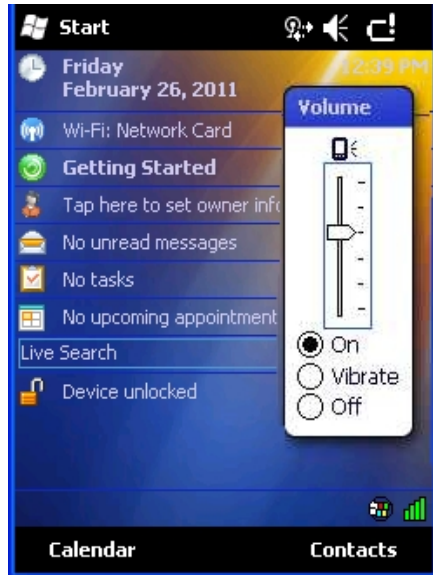 Start
Friday
February 26, 2011
12:39 PM
Volume
Wi-Fi: Network Card
Getting Started
Tap here to set owner info
No unread messages
No tasks
No upcoming appointment
Live Search
Device unlocked
On
Vibrate
Off
Calendar
Contacts